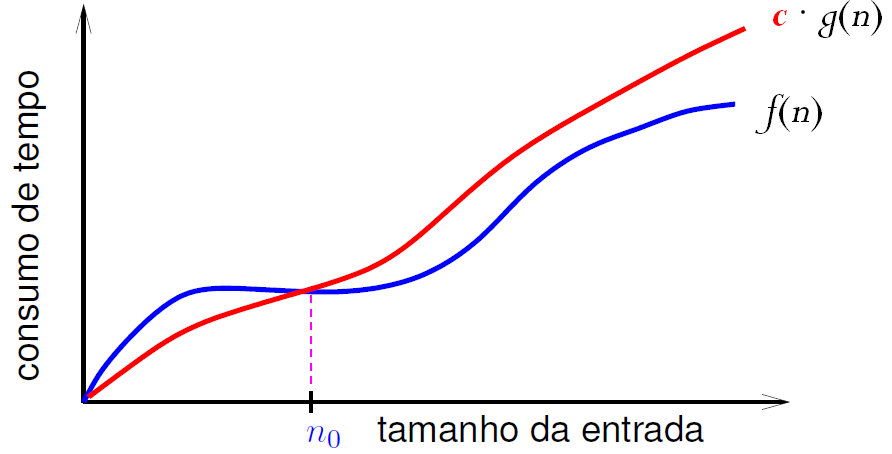 c · g(n)
f(n)
consumo de tempo
n₀
tamanho da entrada